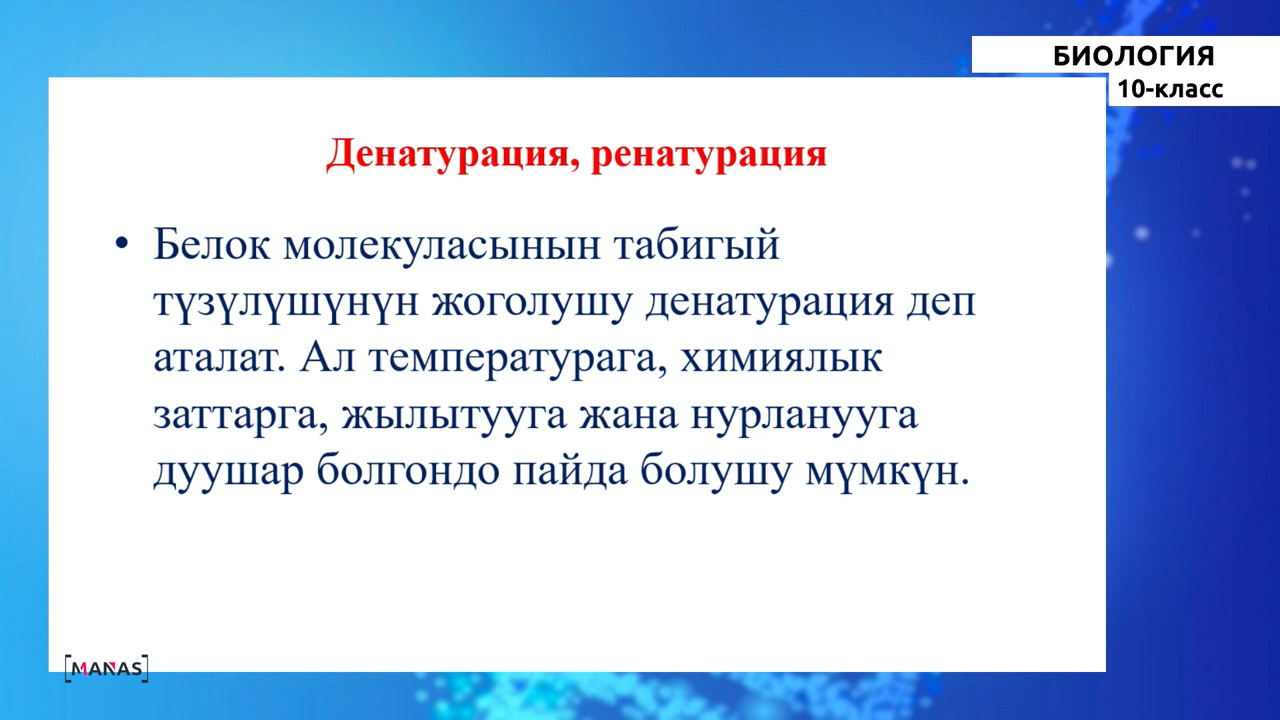 БИОЛОГИЯ
10-класс
Денатурация, ренатурация
• Белок молекуласынын табигый
түзүлүшүнүн жоголушу денатурация деп
аталат. Ал температурага, химиялык
заттарга, жылытууга жана нурланууга
дуушар болгондо пайда болушу мүмкүн.
[MANAS]